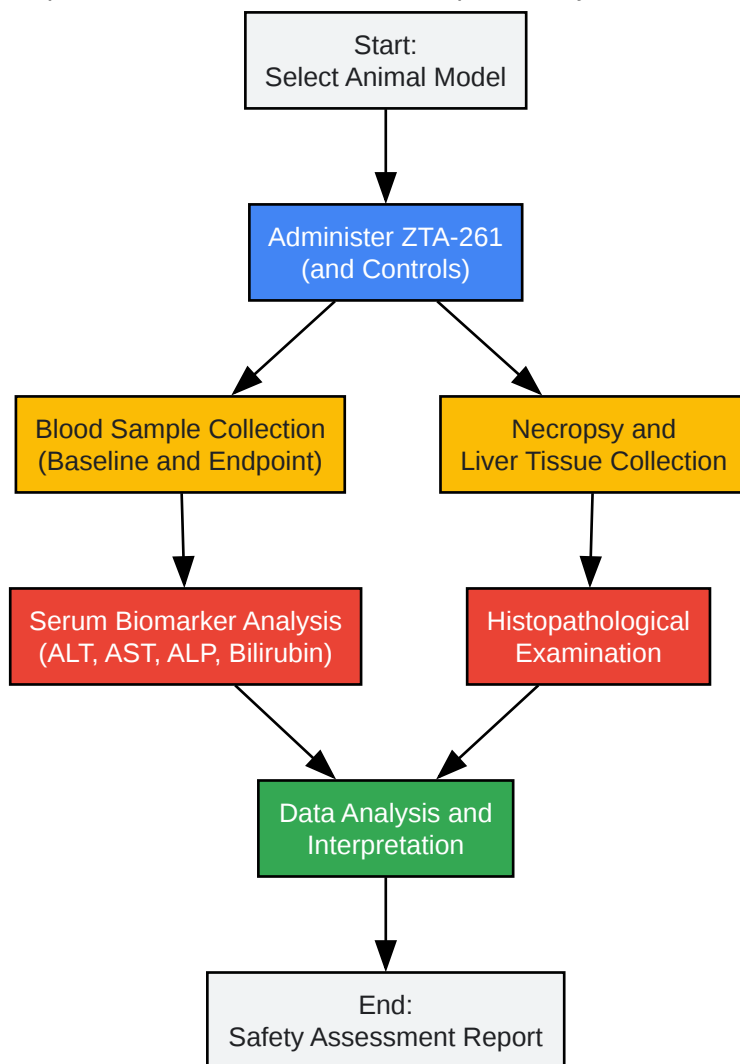 Start:
Select Animal Model
Administer ZTA-261
(and Controls)
Blood Sample Collection
(Baseline and Endpoint)
Necropsy and
Liver Tissue Collection
Serum Biomarker Analysis
(ALT, AST, ALP, Bilirubin)
Histopathological
Examination
Data Analysis and
Interpretation
End:
Safety Assessment Report